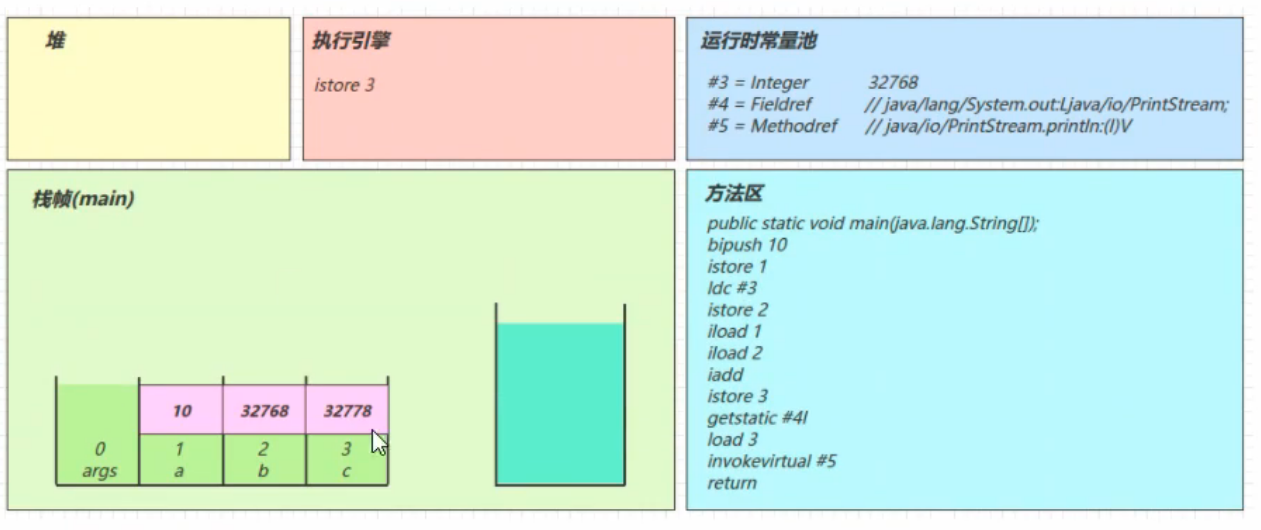 堆
执行引擎
istore 3
运行时常量池
#3 = Integer 32768
#4 = Fieldref // java/lang/System.out:Ljava/io/PrintStream;
#5 = Methodref // java/io/PrintStream.println:(I)V
栈帧(main)
10 32768 32778
0 1 2 3
args a b c
方法区
public static void main(java.lang.String[]);
bipush 10
istore 1
ldc #3
istore 2
iload 1
iload 2
iadd
istore 3
getstatic #4I
load 3
invokevirtual #5
return